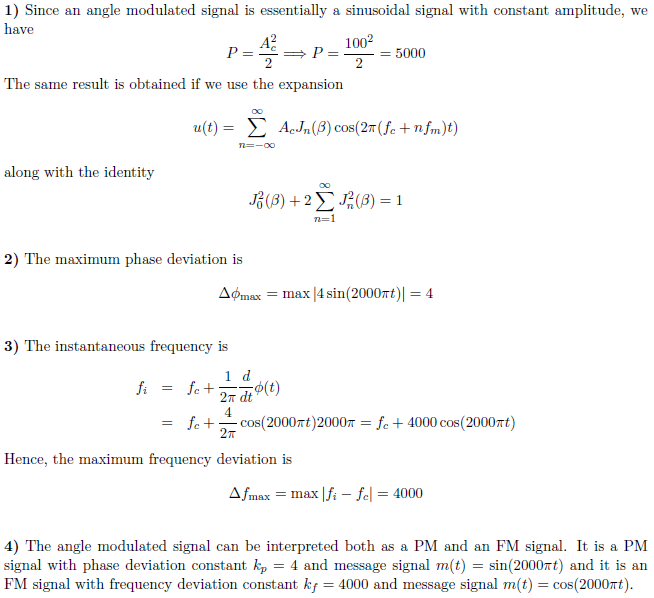 1) Since an angle modulated signal is essentially a sinusoidal signal with constant amplitude, we
have
P = A_c^2/2 ⟹ P = 100^2/2 = 5000
The same result is obtained if we use the expansion
u(t) = ∑_{n=−∞}^{∞} A_c J_n(β) cos(2π(f_c + n f_m)t)
along with the identity
J_0^2(β) + 2 ∑_{n=1}^{∞} J_n^2(β) = 1
2) The maximum phase deviation is
Δϕ_max = max |4 sin(2000πt)| = 4
3) The instantaneous frequency is
f_i = f_c + 1/2π d/dt ϕ(t)
= f_c + 4/2π cos(2000πt)2000π = f_c + 4000 cos(2000πt)
Hence, the maximum frequency deviation is
Δf_max = max |f_i − f_c| = 4000
4) The angle modulated signal can be interpreted both as a PM and an FM signal. It is a PM
signal with phase deviation constant k_p = 4 and message signal m(t) = sin(2000πt) and it is an
FM signal with frequency deviation constant k_f = 4000 and message signal m(t) = cos(2000πt).